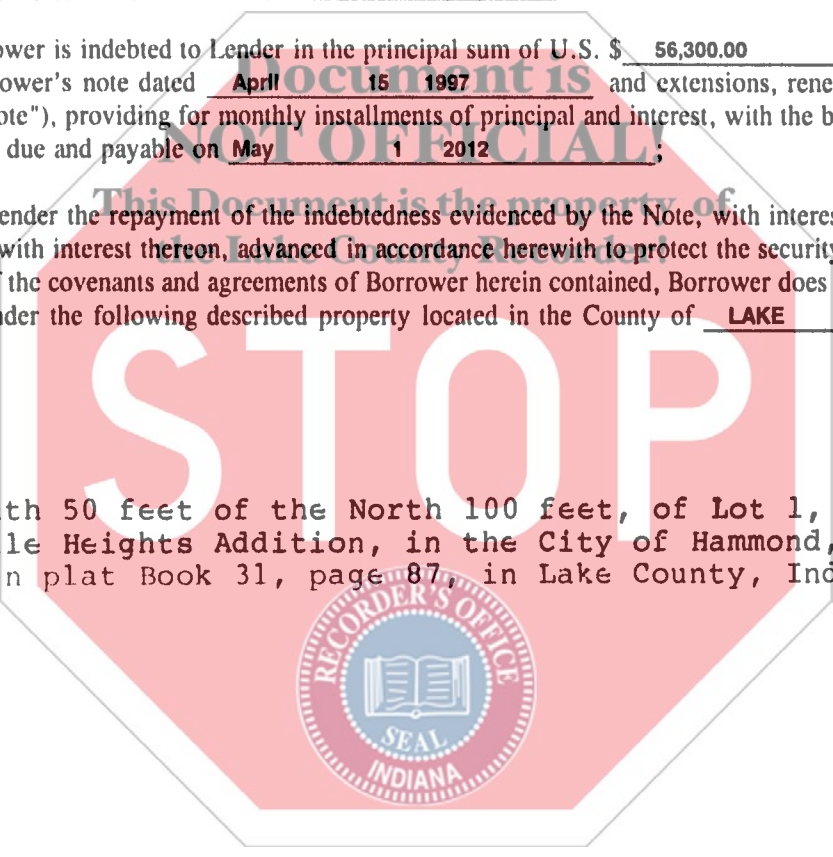 ower is indebted to Lender in the principal sum of U.S. $ 56,300.00
ower's note dated April 15 1997 and extensions, rene
ote"), providing for monthly installments of principal and interest, with the b
due and payable on May 1 2012 ;
Document is
NOT OFFICIAL!
This Document is the property of
the Lake County Recorder!
ender the repayment of the indebtedness evidenced by the Note, with interes
with interest thereon, advanced in accordance herewith to protect the security
f the covenants and agreements of Borrower herein contained, Borrower does
nder the following described property located in the County of LAKE
STOP
th 50 feet of the North 100 feet, of Lot 1,
le Heights Addition, in the City of Hammond,
n plat Book 31, page 87, in Lake County, Ind
RECORDER'S OFFICE
SEAL
INDIANA